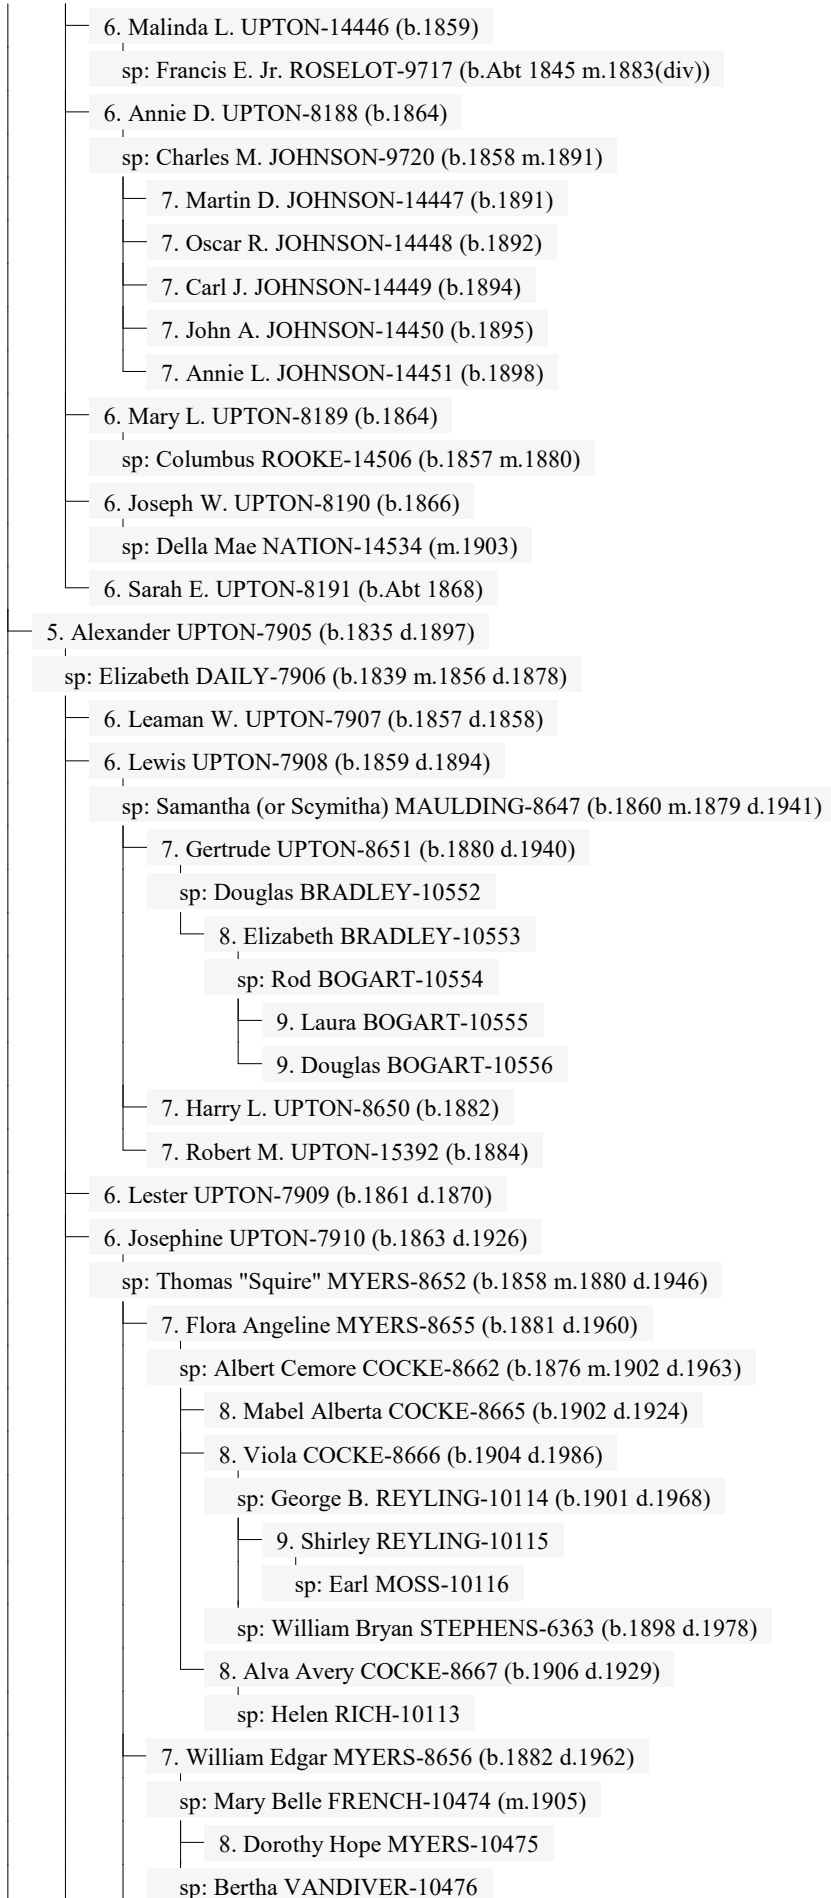 6. Malinda L. UPTON-14446 (b.1859)
sp: Francis E. Jr. ROSELOT-9717 (b.Abt 1845 m.1883(div))
6. Annie D. UPTON-8188 (b.1864)
sp: Charles M. JOHNSON-9720 (b.1858 m.1891)
7. Martin D. JOHNSON-14447 (b.1891)
7. Oscar R. JOHNSON-14448 (b.1892)
7. Carl J. JOHNSON-14449 (b.1894)
7. John A. JOHNSON-14450 (b.1895)
7. Annie L. JOHNSON-14451 (b.1898)
6. Mary L. UPTON-8189 (b.1864)
sp: Columbus ROOKE-14506 (b.1857 m.1880)
6. Joseph W. UPTON-8190 (b.1866)
sp: Della Mae NATION-14534 (m.1903)
6. Sarah E. UPTON-8191 (b.Abt 1868)
5. Alexander UPTON-7905 (b.1835 d.1897)
sp: Elizabeth DAILY-7906 (b.1839 m.1856 d.1878)
6. Leaman W. UPTON-7907 (b.1857 d.1858)
6. Lewis UPTON-7908 (b.1859 d.1894)
sp: Samantha (or Scymitha) MAULDING-8647 (b.1860 m.1879 d.1941)
7. Gertrude UPTON-8651 (b.1880 d.1940)
sp: Douglas BRADLEY-10552
8. Elizabeth BRADLEY-10553
sp: Rod BOGART-10554
9. Laura BOGART-10555
9. Douglas BOGART-10556
7. Harry L. UPTON-8650 (b.1882)
7. Robert M. UPTON-15392 (b.1884)
6. Lester UPTON-7909 (b.1861 d.1870)
6. Josephine UPTON-7910 (b.1863 d.1926)
sp: Thomas "Squire" MYERS-8652 (b.1858 m.1880 d.1946)
7. Flora Angeline MYERS-8655 (b.1881 d.1960)
sp: Albert Cemore COCKE-8662 (b.1876 m.1902 d.1963)
8. Mabel Alberta COCKE-8665 (b.1902 d.1924)
8. Viola COCKE-8666 (b.1904 d.1986)
sp: George B. REYLING-10114 (b.1901 d.1968)
9. Shirley REYLING-10115
sp: Earl MOSS-10116
sp: William Bryan STEPHENS-6363 (b.1898 d.1978)
8. Alva Avery COCKE-8667 (b.1906 d.1929)
sp: Helen RICH-10113
7. William Edgar MYERS-8656 (b.1882 d.1962)
sp: Mary Belle FRENCH-10474 (m.1905)
8. Dorothy Hope MYERS-10475
sp: Bertha VANDIVER-10476